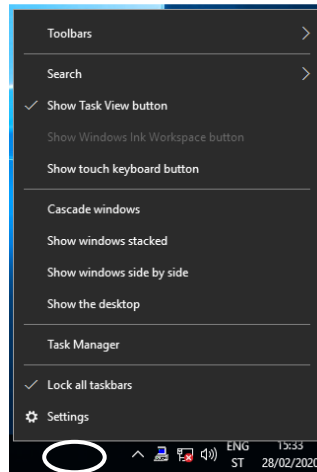 Toolbars
Search
Show Task View button
Show Windows Ink Workspace button
Show touch keyboard button
Cascade windows
Show windows stacked
Show windows side by side
Show the desktop
Task Manager
Lock all taskbars
Settings
ENG 15:33
ST 28/02/2020